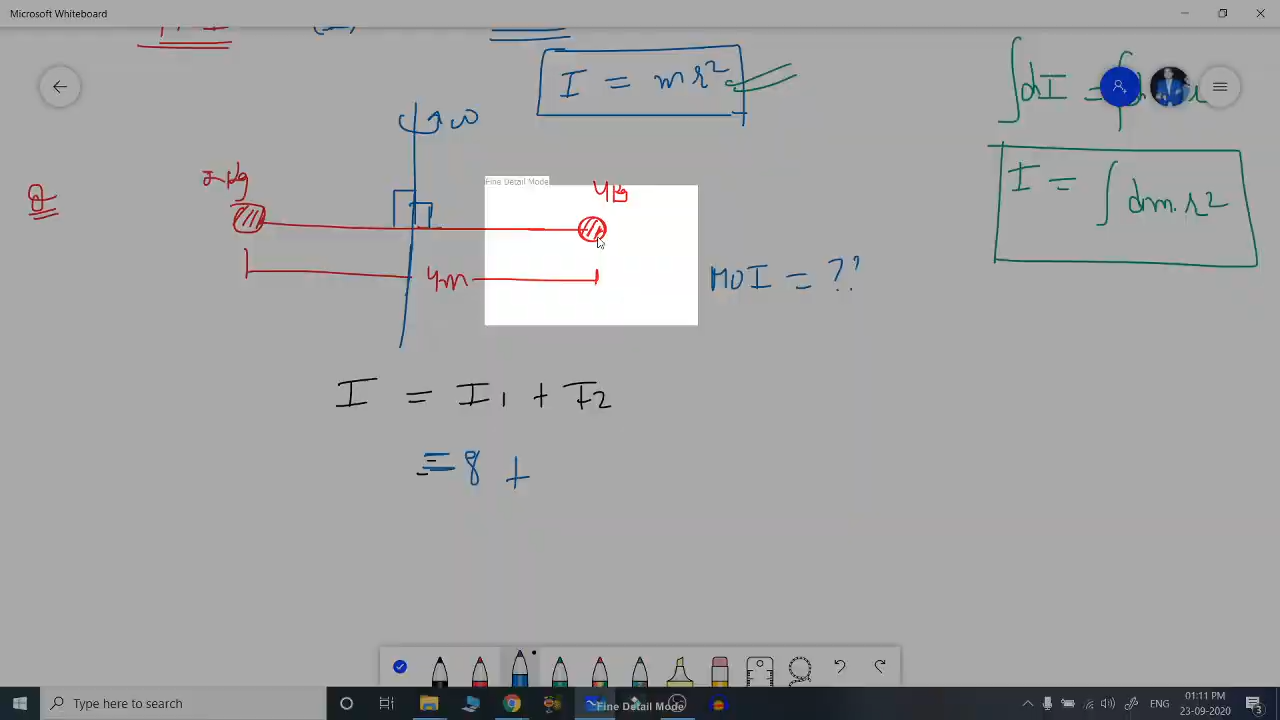 Microsoft Whiteboard
I = mr²
∫dI =
ω
I = ∫dm.r²
Q
2kg
4kg
Fine Detail Mode
4m
MOI = ??
I = I1 + I2
= 8 +
Type here to search
Fine Detail Mode
ENG
01:11 PM
23-09-2020
3